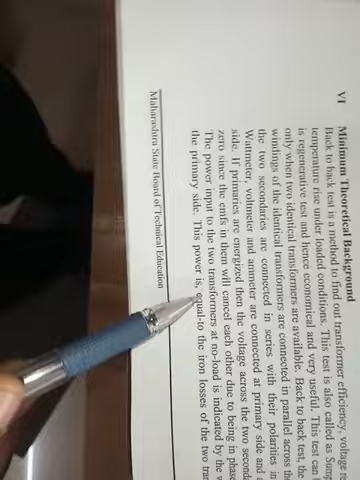 VI Minimum Theoretical Background
Back to back test is a method to find out transformer efficiency, voltage
temperature rise under loaded conditions. This test is also called as
is regenerative test and hence economical and very useful. This test can
only when two identical transformers are available. Back to back test, the
windings of the identical transformers are connected in parallel across
the two secondaries are connected in series with their polarities in
Wattmeter, voltmeter and ammeter are connected at primary side and
side. If primaries are energized then the voltage across the two
zero since the emfs in them will cancel each other due to being in
The power input to the two transformers at no-load is indicated by the
the primary side. This power is, equal-to the iron losses of the two
Maharashtra State Board of Technical Education